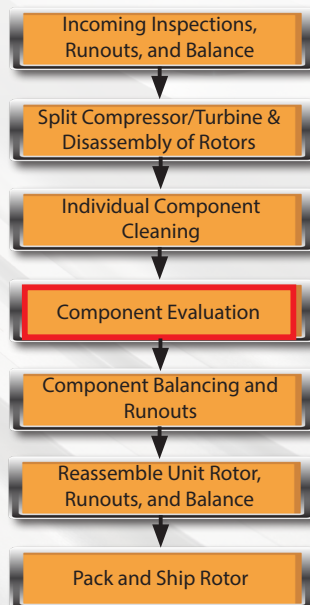 Incoming Inspections,
Runouts, and Balance
Split Compressor/Turbine &
Disassembly of Rotors
Individual Component
Cleaning
Component Evaluation
Component Balancing and
Runouts
Reassemble Unit Rotor,
Runouts, and Balance
Pack and Ship Rotor